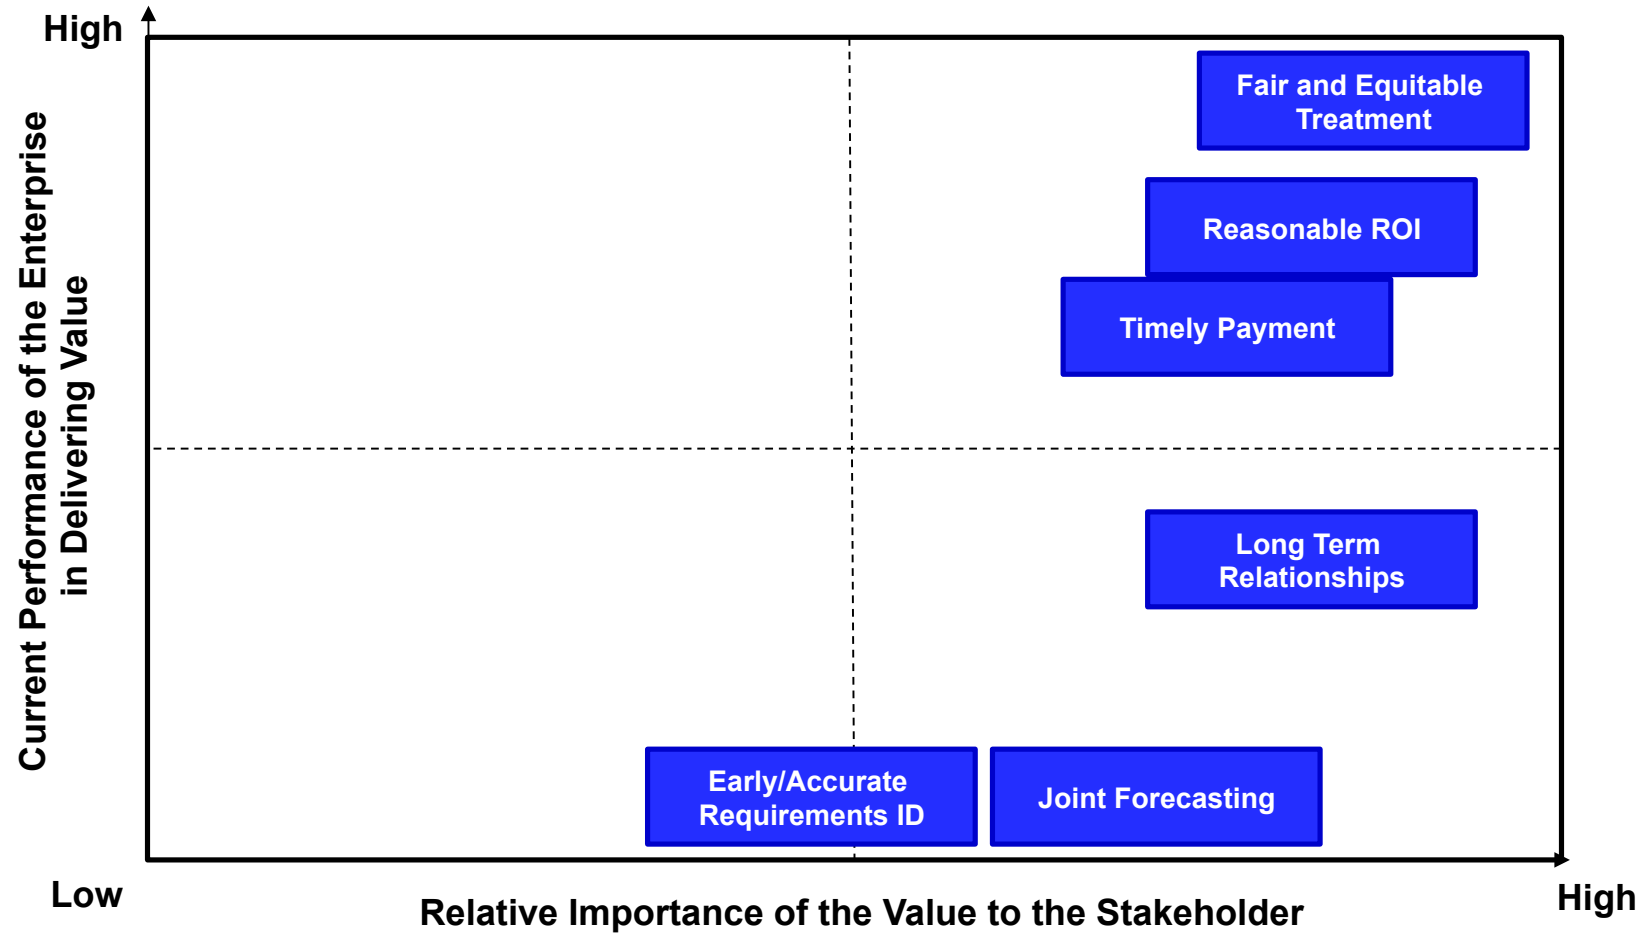 High
Current Performance of the Enterprise
in Delivering Value
Fair and Equitable
Treatment
Reasonable ROI
Timely Payment
Long Term
Relationships
Early/Accurate
Requirements ID
Joint Forecasting
Low
High
Relative Importance of the Value to the Stakeholder